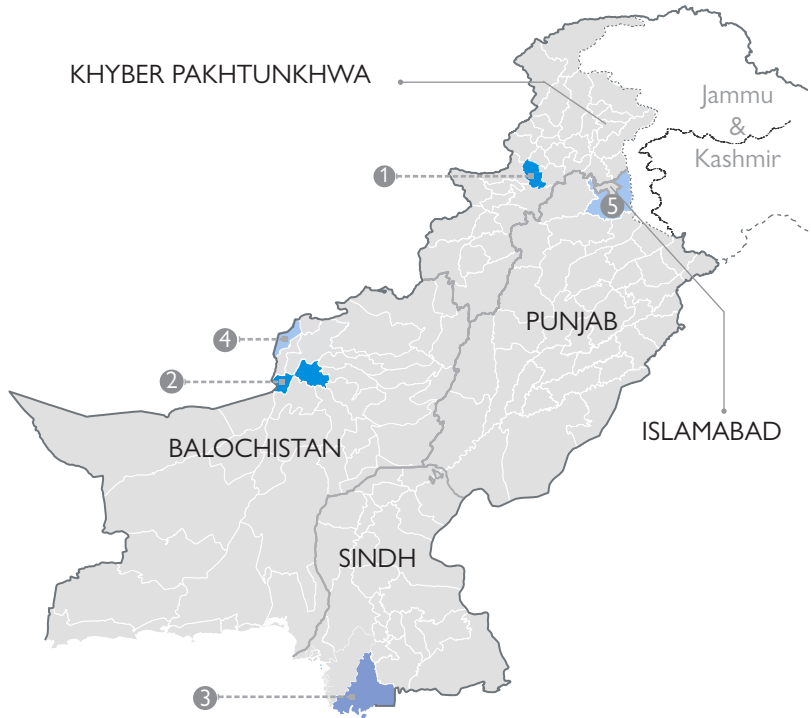 KHYBER PAKHTUNKHWA
Jammu
&
Kashmir
1
5
PUNJAB
4
2
ISLAMABAD
BALOCHISTAN
SINDH
3